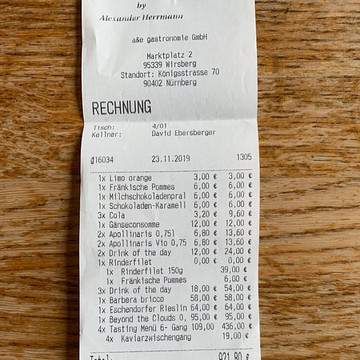 by
Alexander Herrmann
a&e gastronomie GmbH
Marktplatz 2
95339 Wirsberg
Standort: Königsstrasse 70
90402 Nürnberg
RECHNUNG
Tisch: 4/01
Kellner: David Ebersberger
#16034 23.11.2019 1305
1x Limo orange 3,00 € 3,00 €
1x Fränkische Pommes 6,00 € 6,00 €
1x Milchschokoladenpral 6,00 € 6,00 €
1x Schokoladen-Karamell 6,00 € 6,00 €
3x Cola 3,20 € 9,60 €
1x Gänseconsomme 12,00 € 12,00 €
2x Apollinaris 0,75l 6,80 € 13,60 €
2x Apollinaris Vio 0,75 6,80 € 13,60 €
2x Drink of the day 12,00 € 24,00 €
1x Rinderfilet 0,00 € 0,00 €
1x Rinderfilet 150g 39,00 €
1x Fränkische Pommes 6,00 €
3x Drink of the day 18,00 € 54,00 €
1x Barbera bricco 58,00 € 58,00 €
1x Eschendorfer Rieslin 64,00 € 64,00 €
1x Beyond the Clouds 0, 95,00 € 95,00 €
4x Tasting Menü 6- Gang 109,00 436,00 €
4x Kaviarzwischengang 19,00 €
Total: 921,80 €